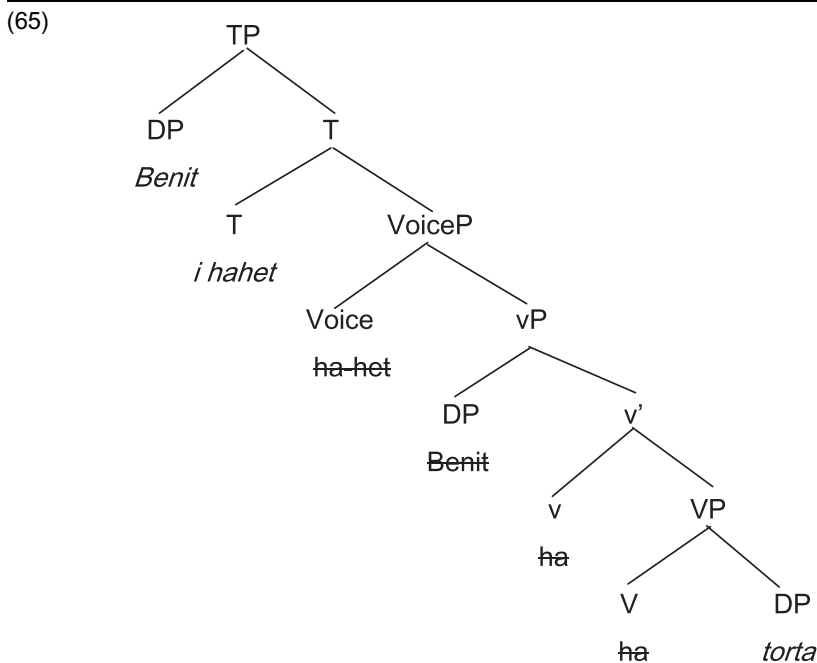 (65)
TP
DP T
Benit
T VoiceP
i hahet
Voice vP
ha-het
DP v’
Benit
v VP
ha
V DP
ha torta